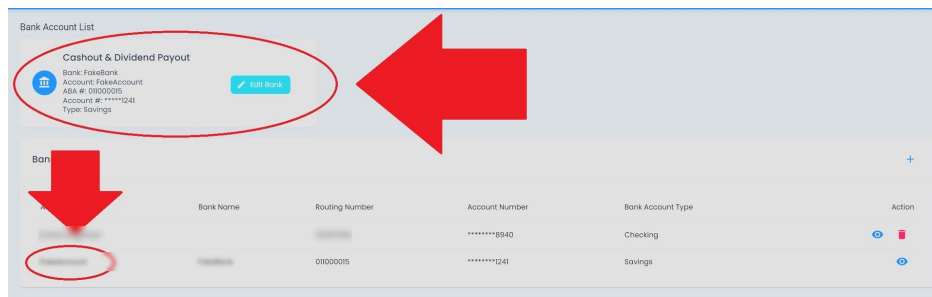 Bank Account List
Cashout & Dividend Payout
Bank: FakeBank
Account: FakeAccount
ABA #: 011000015
Account #: *****1241
Type: Savings
Edit Bank
Ban
+
Bank Name Routing Number Account Number Bank Account Type Action
********8940 Checking
011000015 ********1241 Savings